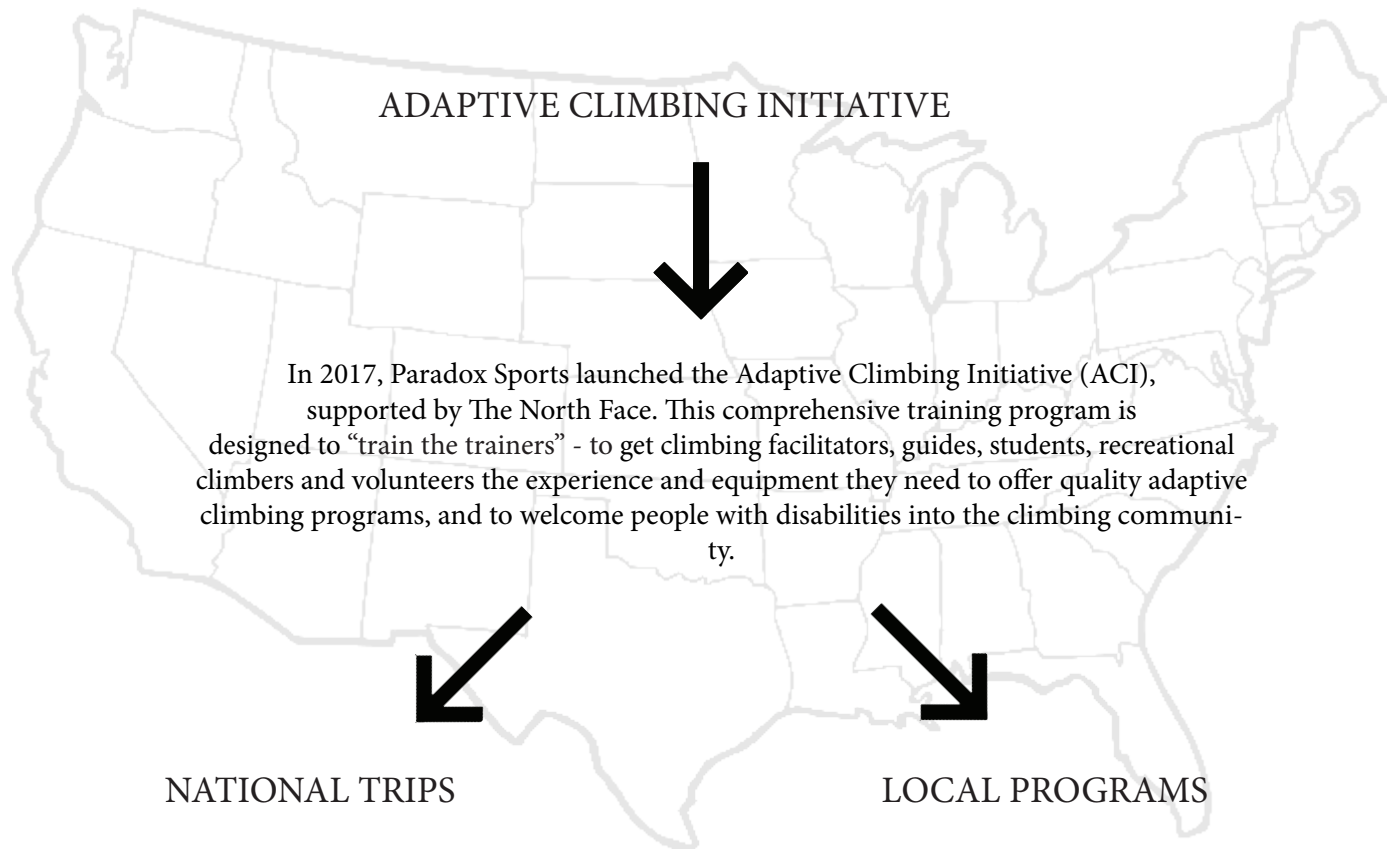 ADAPTIVE CLIMBING INITIATIVE
In 2017, Paradox Sports launched the Adaptive Climbing Initiative (ACI),
supported by The North Face. This comprehensive training program is
designed to “train the trainers” - to get climbing facilitators, guides, students, recreational
climbers and volunteers the experience and equipment they need to offer quality adaptive
climbing programs, and to welcome people with disabilities into the climbing communi-
ty.
NATIONAL TRIPS
LOCAL PROGRAMS